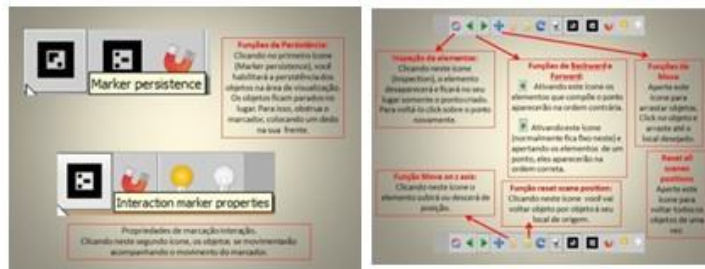 Funções da Persistência:
Clicando no primeiro ícone
(Marker persistence), você
habilitará a persistência dos
objetos na área de visualização.
Os objetos ficam parados no
lugar. Para isso, obstrua o
marcador, colocando um dedo
na sua frente.
Marker persistence
Interaction marker properties
Propriedades de marcação interação.
Clicando neste segundo ícone, os objetos se movimentarão
acompanhando o movimento do marcador.
Inspeção de elementos:
Clicando neste ícone
(Inspection), o elemento
desaparecerá e ficará no seu
lugar somente o ponto criado.
Para voltá-lo click sobre o ponto
novamente.
Funções de Backward e
Forward:
Ativando este ícone os
elementos que compõe o ponto
aparecerão na ordem contrária.
Ativando este ícone
(normalmente fica fixo neste) e
apertando os elementos de um
ponto, eles aparecerão na
ordem correta.
Funções de
Move
Aperte este
ícone para
arrastar objetos.
Click no objeto e
arraste até o
local desejado.
Reset all
scenes
positions
Aperte este
ícone para
voltar todos os
objetos de uma
vez.
Função Move on z axis:
Clicando neste ícone o
elemento subirá ou descerá de
posição.
Função reset scene position:
Clicando neste ícone você vai
voltar objeto por objeto à seu
local de origem.